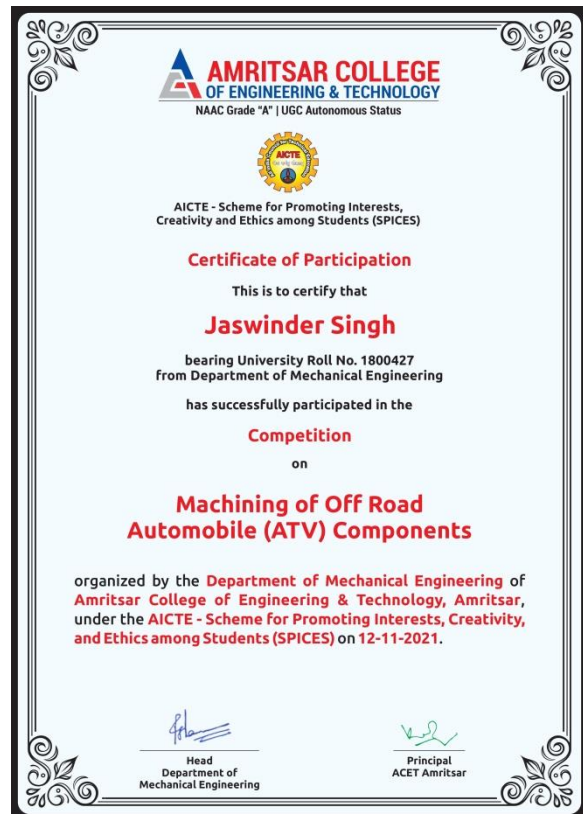 AMRITSAR COLLEGE
OF ENGINEERING & TECHNOLOGY
NAAC Grade "A" | UGC Autonomous Status
AICTE
AICTE - Scheme for Promoting Interests,
Creativity and Ethics among Students (SPICES)
Certificate of Participation
This is to certify that
Jaswinder Singh
bearing University Roll No. 1800427
from Department of Mechanical Engineering
has successfully participated in the
Competition
on
Machining of Off Road
Automobile (ATV) Components
organized by the Department of Mechanical Engineering of
Amritsar College of Engineering & Technology, Amritsar,
under the AICTE - Scheme for Promoting Interests, Creativity,
and Ethics among Students (SPICES) on 12-11-2021.
Head
Department of
Mechanical Engineering
Principal
ACET Amritsar